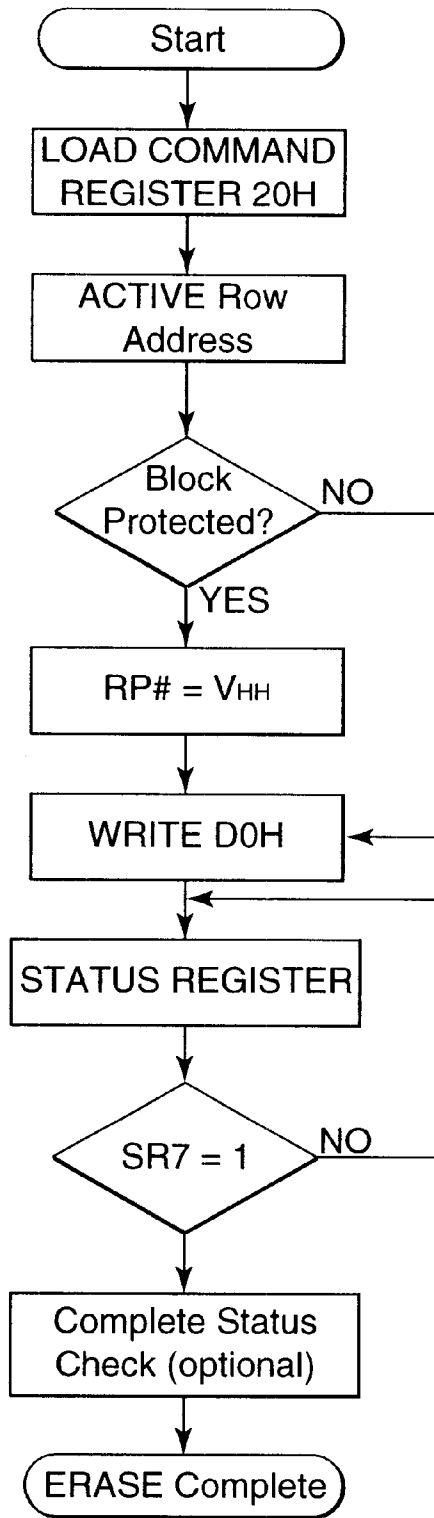 Start
LOAD COMMAND
REGISTER 20H
ACTIVE Row
Address
Block
Protected?
NO
YES
RP# = VHH
WRITE D0H
STATUS REGISTER
SR7 = 1
NO
Complete Status
Check (optional)
ERASE Complete